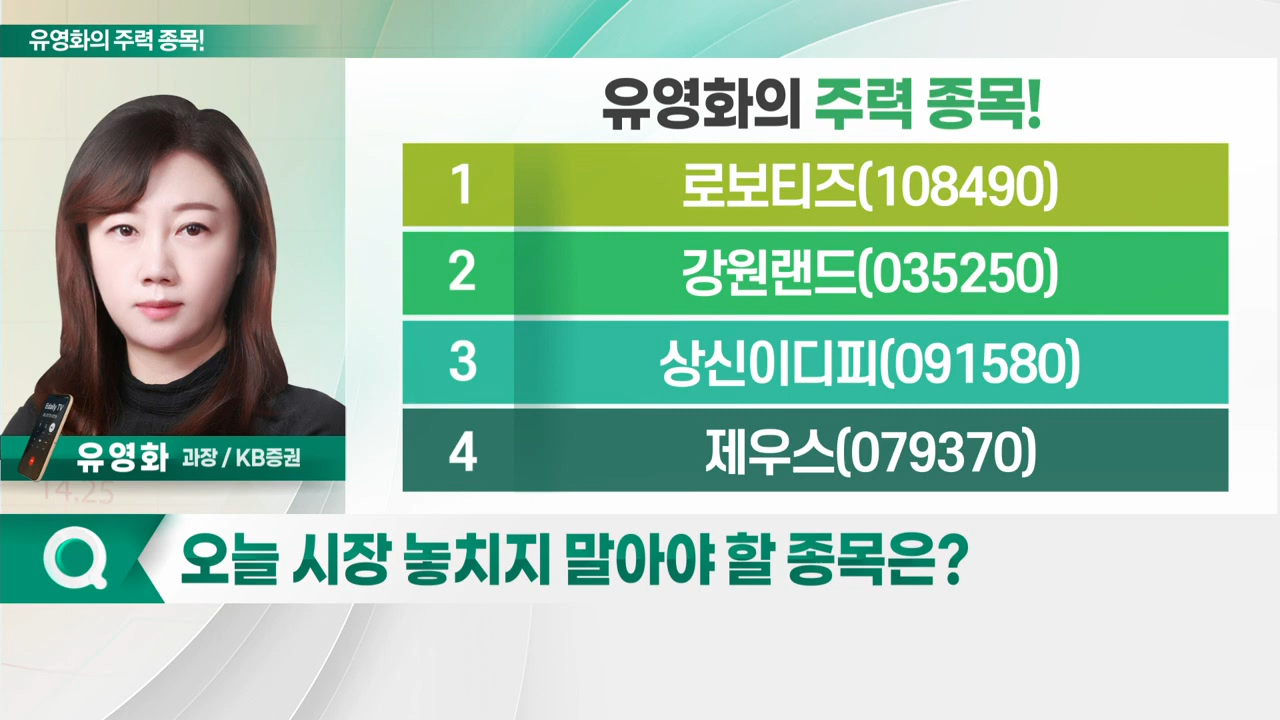 유영화의 주력 종목!
유영화의 주력 종목!
1 로보티즈(108490)
2 강원랜드(035250)
3 상신이디피(091580)
4 제우스(079370)
Edaily TV
유영화 과장 / KB증권
14.25
Q 오늘 시장 놓치지 말아야 할 종목은?